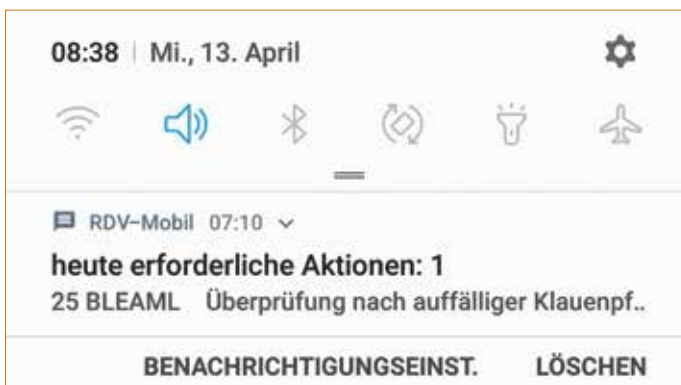 08:38 | Mi., 13. April
RDV-Mobil 07:10
heute erforderliche Aktionen: 1
25 BLEAML Überprüfung nach auffälliger Klauenpf..
BENACHRICHTIGUNGSEINST. LÖSCHEN